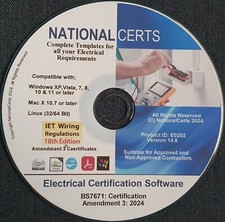 NATIONAL CERTS
Complete Templates for
all your Electrical
Requirements
Compatible with:
Windows XP,Vista, 7, 8,
10 & 11 or later
Mac X 10.7 or later
Linux (32/64 Bit)
IET Wiring
Regulations
18th Edition
Amendment 3 Certificates
All Rights Reserved
(C) NationalCerts 2024
Product ID: E0202
Version 14.6
Suitable for Approved and
Non-Approved Contractors
Electrical Certification Software
BS7671: Certification
Amendment 3: 2024